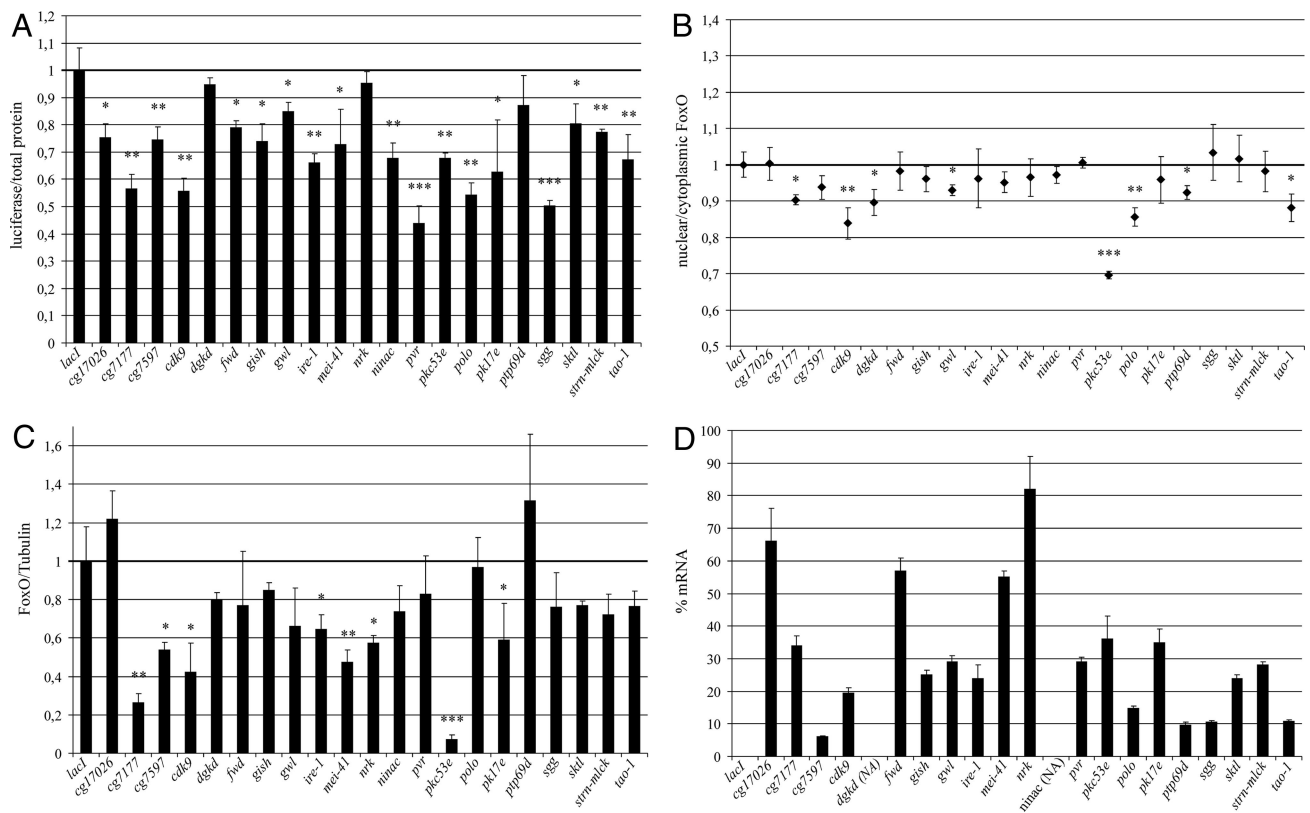 A
1,2
1,1
1
0,9
0,8
0,7
0,6
0,5
0,4
0,3
0,2
0,1
0
luciferase/total protein
* ** ** ** * * * ** * ** *** ** ** * *** * ** **
lacI cg17026 cg7177 cg7597 cdk9 dgkd fwd gish gwl ire-1 mei-41 nrk ninac pvr pkc53e polo pk17e ptp69d sgg sktl strn-mlck tao-1
B
1,4
1,3
1,2
1,1
1
0,9
0,8
0,7
0,6
0,5
nuclear/cytoplasmic FoxO
* ** * * *** ** * *
lacI cg17026 cg7177 cg7597 cdk9 dgkd fwd gish gwl ire-1 mei-41 nrk ninac pvr pkc53e polo pk17e ptp69d sgg sktl strn-mlck tao-1
C
1,6
1,4
1,2
1
0,8
0,6
0,4
0,2
0
FoxO/Tubulin
** * * * ** * *** *
lacI cg17026 cg7177 cg7597 cdk9 dgkd fwd gish gwl ire-1 mei-41 nrk ninac pvr pkc53e polo pk17e ptp69d sgg sktl strn-mlck tao-1
D
100
90
80
70
60
50
40
30
20
10
0
% mRNA
lacI cg17026 cg7177 cg7597 cdk9 dgkd (NA) fwd gish gwl ire-1 mei-41 nrk ninac (NA) pvr pkc53e polo pk17e ptp69d sgg sktl strn-mlck tao-1